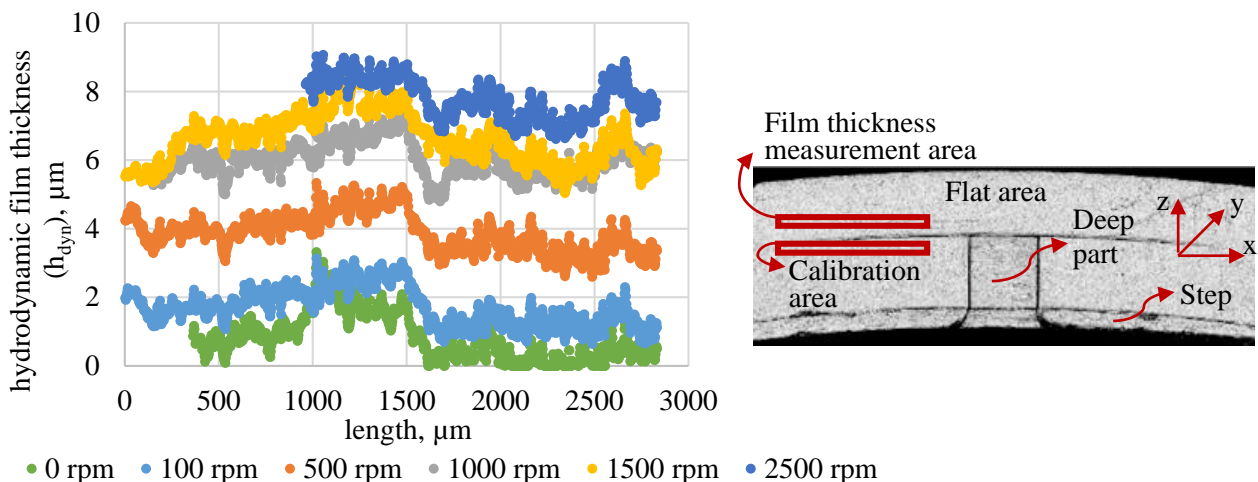 hydrodynamic film thickness
(h_dyn), µm
10
8
6
4
2
0
0 500 1000 1500 2000 2500 3000
length, µm
0 rpm 100 rpm 500 rpm 1000 rpm 1500 rpm 2500 rpm
Film thickness
measurement area
Flat area
z y
x
Deep
part
Calibration
area
Step